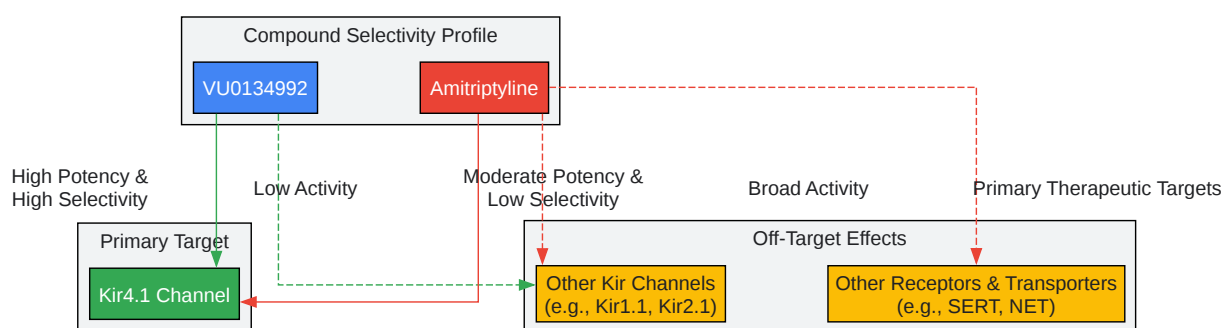 Compound Selectivity Profile
VU0134992
Amitriptyline
High Potency &
High Selectivity
Low Activity
Moderate Potency &
Low Selectivity
Broad Activity
Primary Therapeutic Targets
Primary Target
Off-Target Effects
Kir4.1 Channel
Other Kir Channels
(e.g., Kir1.1, Kir2.1)
Other Receptors & Transporters
(e.g., SERT, NET)